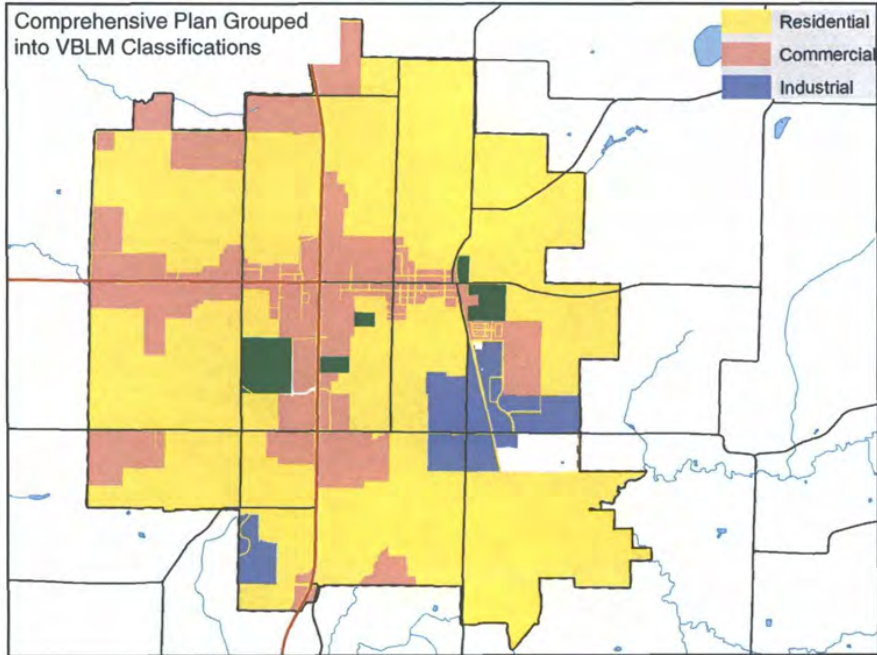 Comprehensive Plan Grouped
into VBLM Classifications
Residential
Commercial
Industrial